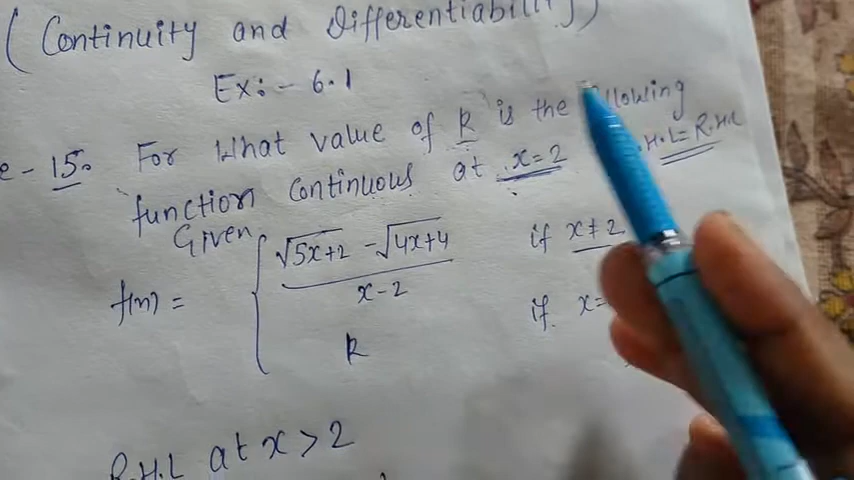 (Continuity and Differentiability)
Ex:- 6.1
e - 15. For What value of k is the following
function continuous at x=2 .H.L=R.H.L
Given
f(x) = { √5x+2 - √4x+4 / x-2 if x≠2
k if x=
R.H.L at x>2